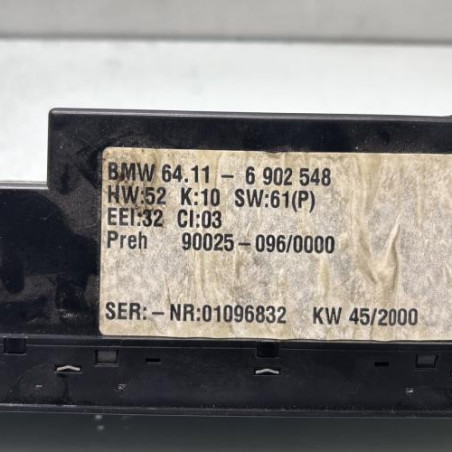 BMW 64.11 - 6 902 548
HW:52 K:10 SW:61(P)
EEI:32 CI:03
Preh 90025-096/0000
SER:-NR:01096832 KW 45/2000